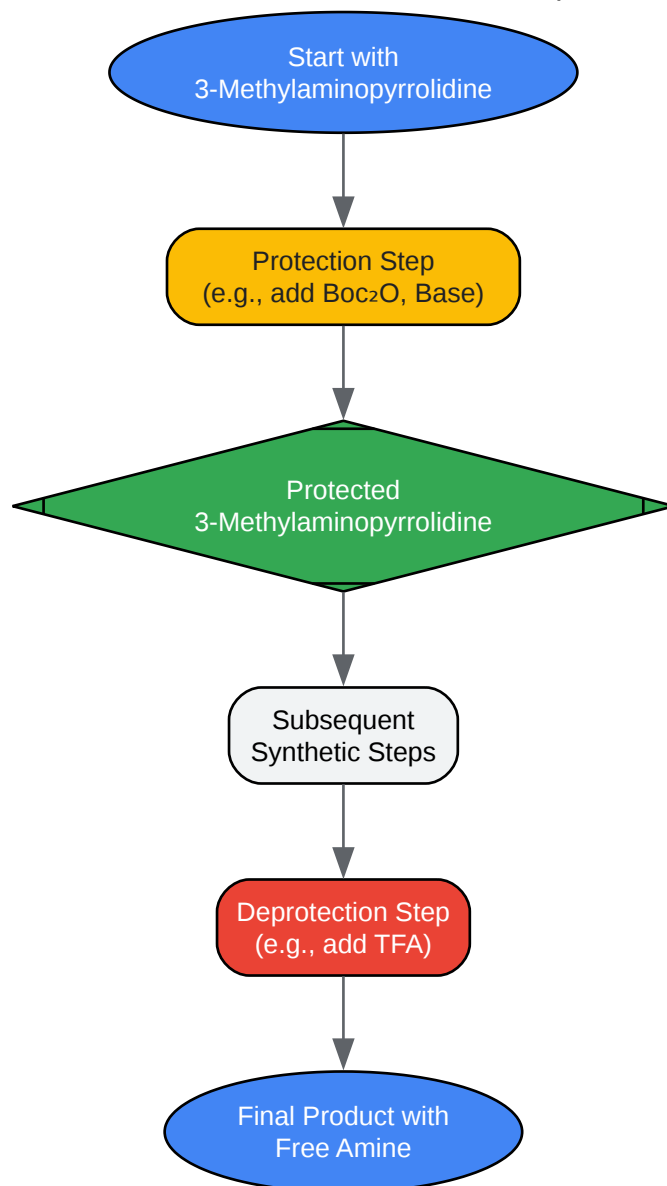 Start with
3-Methylaminopyrrolidine
Protection Step
(e.g., add Boc₂O, Base)
Protected
3-Methylaminopyrrolidine
Subsequent
Synthetic Steps
Deprotection Step
(e.g., add TFA)
Final Product with
Free Amine